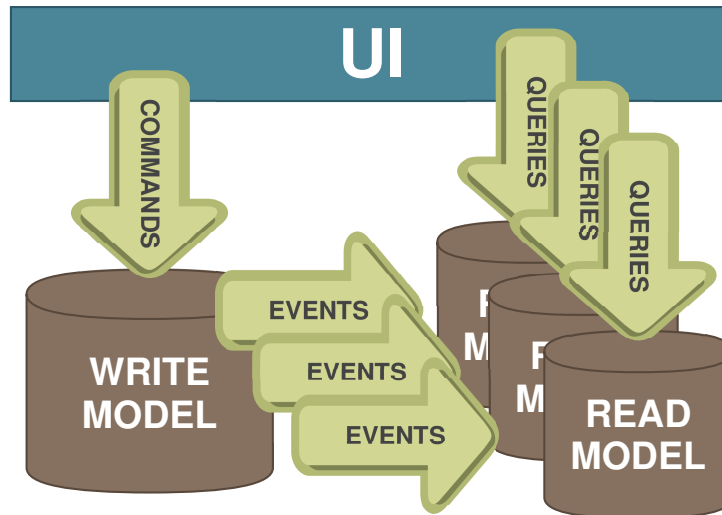 UI
COMMANDS
QUERIES
QUERIES
QUERIES
EVENTS
EVENTS
EVENTS
WRITE
MODEL
READ
MODEL